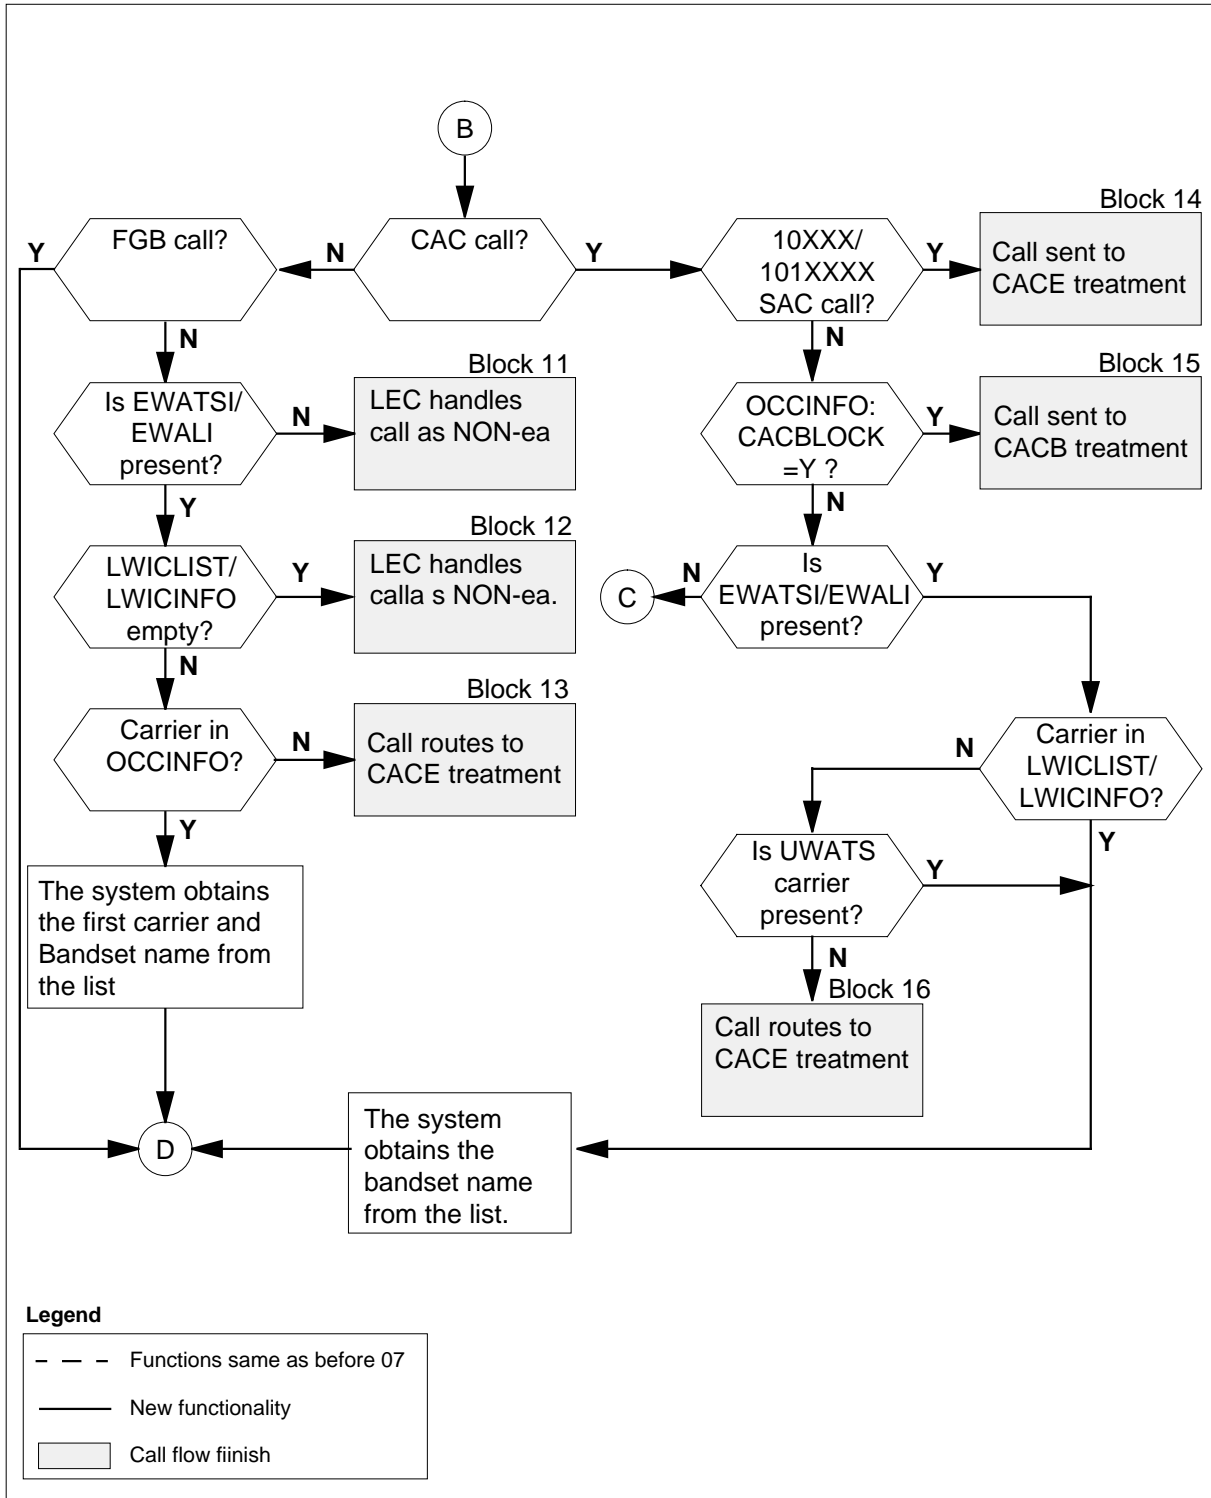 B
Block 14
FGB call?
CAC call?
10XXX/
101XXXX
SAC call?
Call sent to
CACE treatment
Y
N
Y
Y
N
N
Block 11
Block 15
Is EWATSI/
EWALI
present?
N
LEC handles
call as NON-ea
OCCINFO:
CACBLOCK
=Y ?
Y
Call sent to
CACB treatment
Y
N
Block 12
LWICLIST/
LWICINFO
empty?
Y
LEC handles
calla s NON-ea.
C
N
Is
EWATSI/EWALI
present?
Y
N
Block 13
Carrier in
OCCINFO?
N
Call routes to
CACE treatment
N
Carrier in
LWICLIST/
LWICINFO?
Y
Y
Is UWATS
carrier
present?
Y
The system obtains
the first carrier and
Bandset name from
the list
N
Block 16
Call routes to
CACE treatment
D
The system
obtains the
bandset name
from the list.
Legend
Functions same as before 07
New functionality
Call flow fiinish